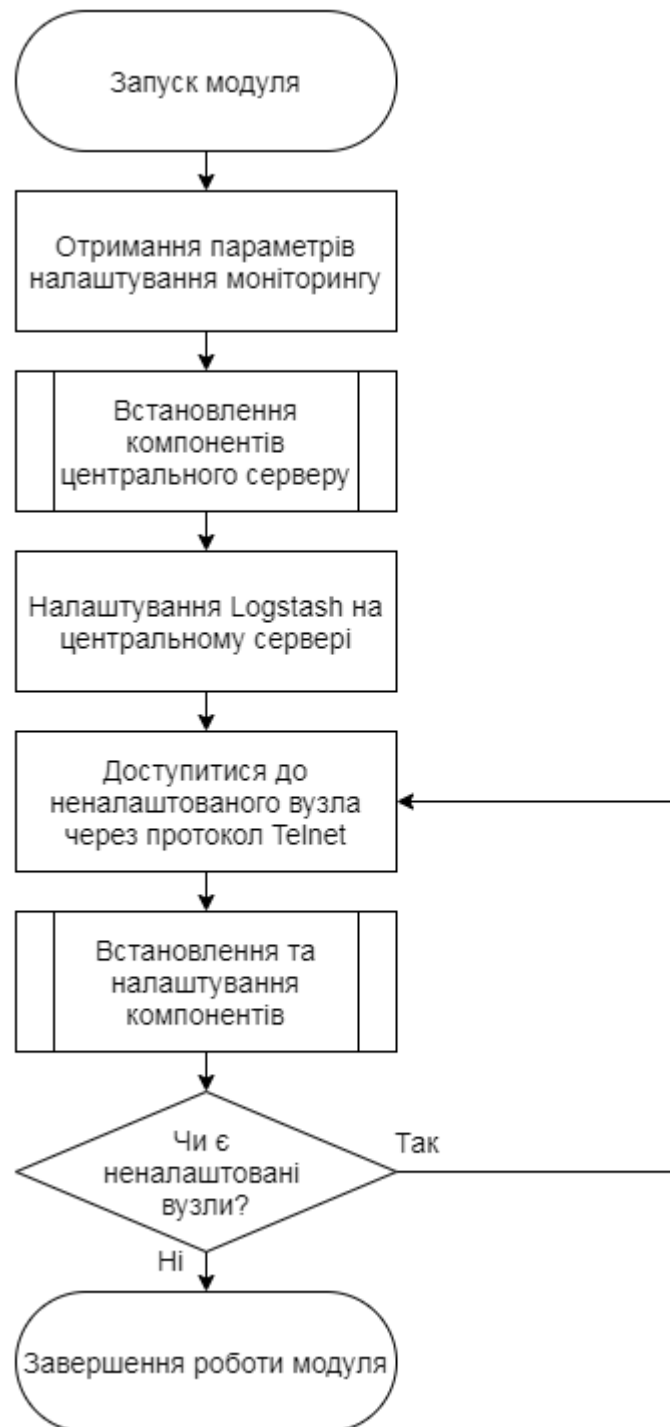 Запуск модуля
Отримання параметрів
налаштування моніторингу
Встановлення
компонентів
центрального серверу
Налаштування Logstash на
центральному сервері
Доступитися до
неналаштованого вузла
через протокол Telnet
Встановлення та
налаштування
компонентів
Чи є
неналаштовані
вузли?
Так
Ні
Завершення роботи модуля